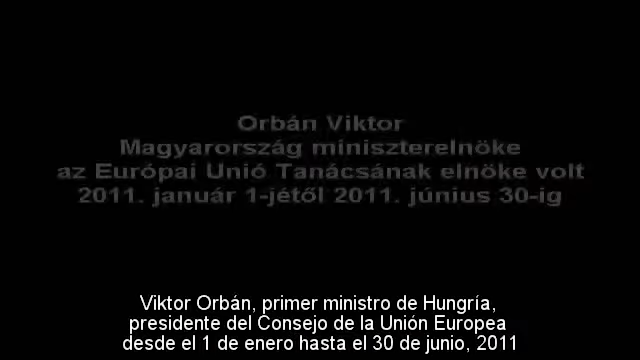 Orbán Viktor
Magyarország miniszterelnöke
az Európai Unió Tanácsának elnöke volt
2011. január 1-jétől 2011. június 30-ig
Viktor Orbán, primer ministro de Hungría,
presidente del Consejo de la Unión Europea
desde el 1 de enero hasta el 30 de junio, 2011